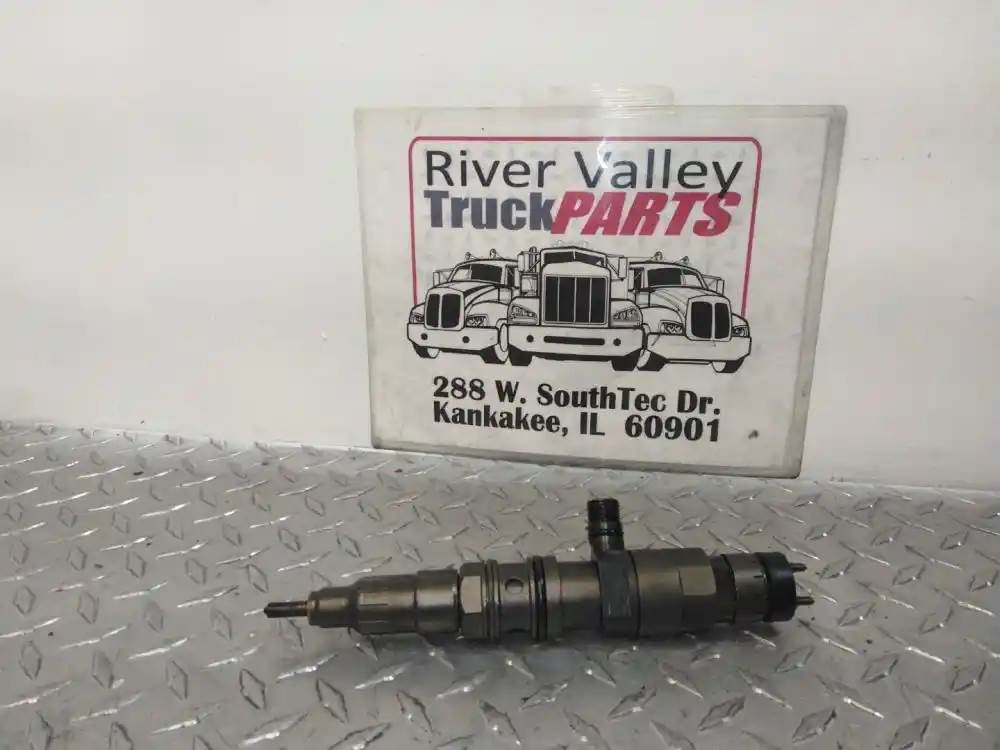 River Valley
TruckPARTS
288 W. SouthTec Dr.
Kankakee, IL 60901